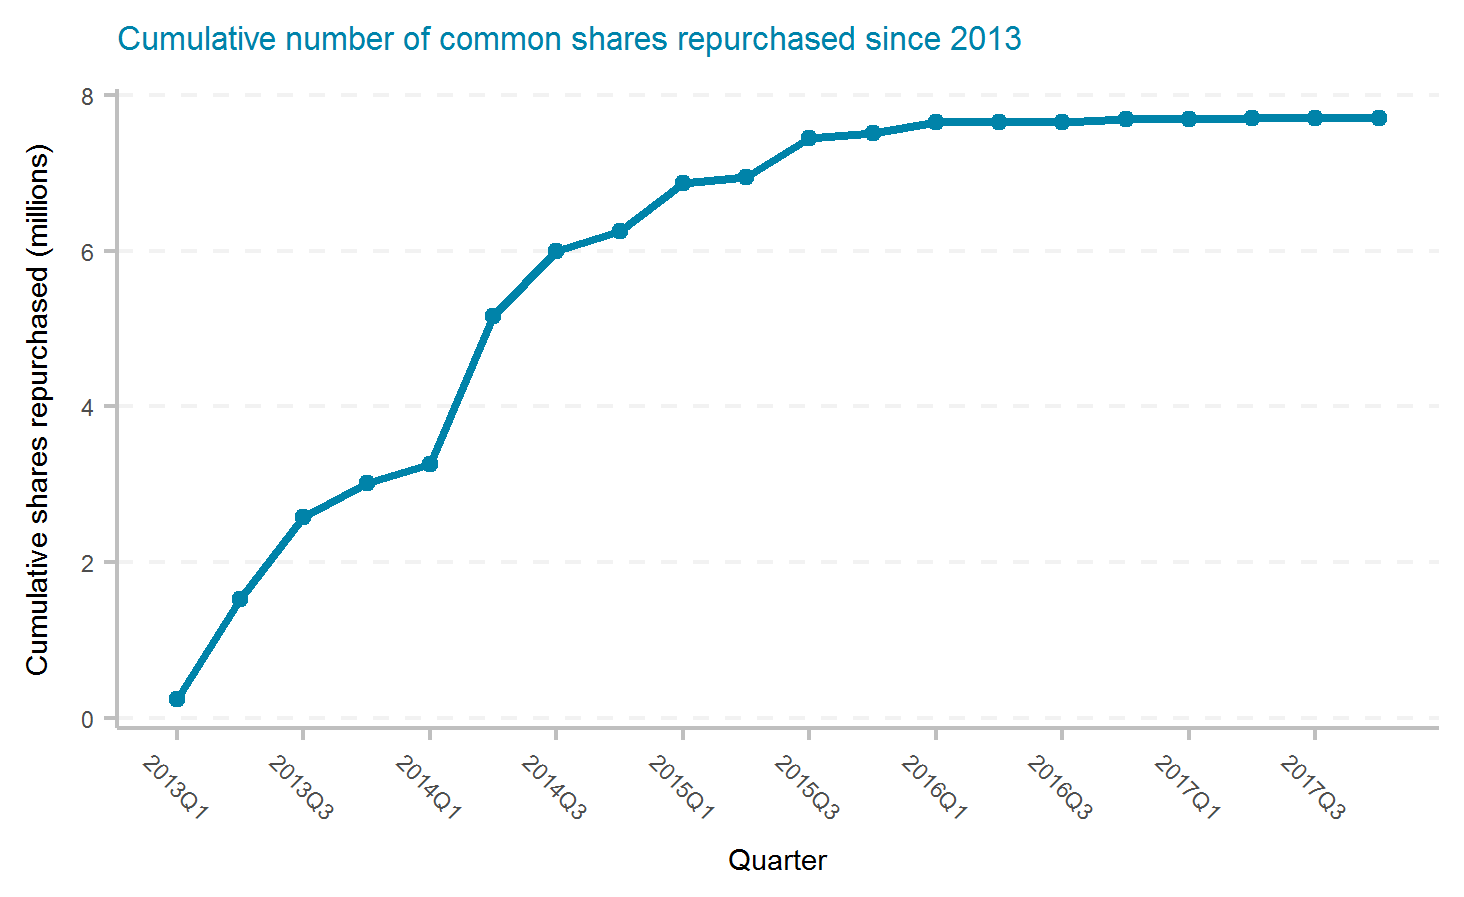 Cumulative number of common shares repurchased since 2013
Cumulative shares repurchased (millions)
8
6
4
2
0
2013Q1
2013Q3
2014Q1
2014Q3
2015Q1
2015Q3
2016Q1
2016Q3
2017Q1
2017Q3
Quarter